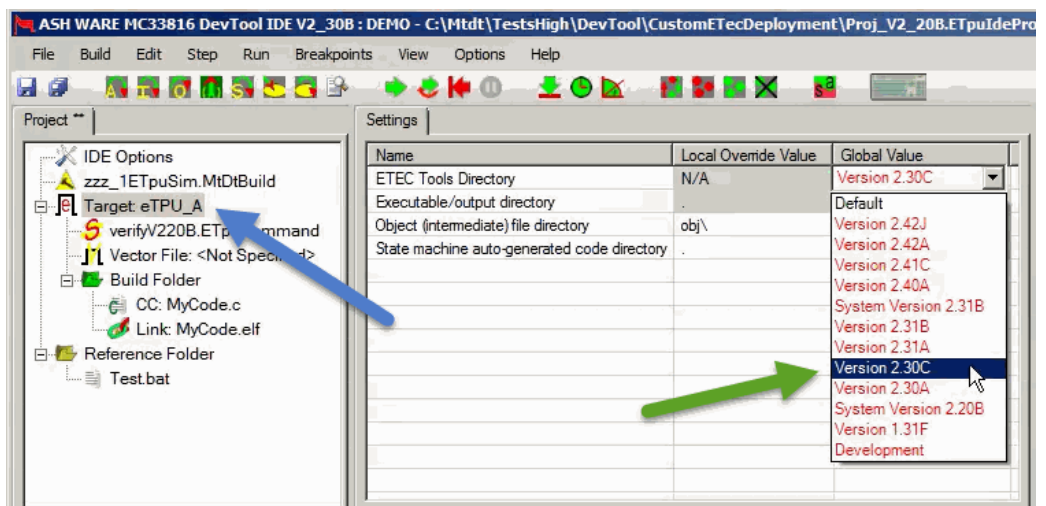 ASH WARE MC33816 DevTool IDE V2_30B : DEMO - C:\Mtdt\TestsHigh\DevTool\CustomETecDeployment\Proj_V2_20B.ETpuIdePro
File Build Edit Step Run Breakpoints View Options Help
Project **
Settings
IDE Options
zzz_1ETpuSim.MtDtBuild
Target: eTPU_A
verifyV220B.ETp ommand
Vector File: <Not Spec d>
Build Folder
CC: MyCode.c
Link: MyCode.elf
Reference Folder
Test.bat
Name Local Override Value Global Value
ETEC Tools Directory N/A Version 2.30C
Executable/output directory .
Object (intermediate) file directory obj\
State machine auto-generated code directory .
Default
Version 2.42J
Version 2.42A
Version 2.41C
Version 2.40A
System Version 2.31B
Version 2.31B
Version 2.31A
Version 2.30C
Version 2.30A
System Version 2.20B
Version 1.31F
Development